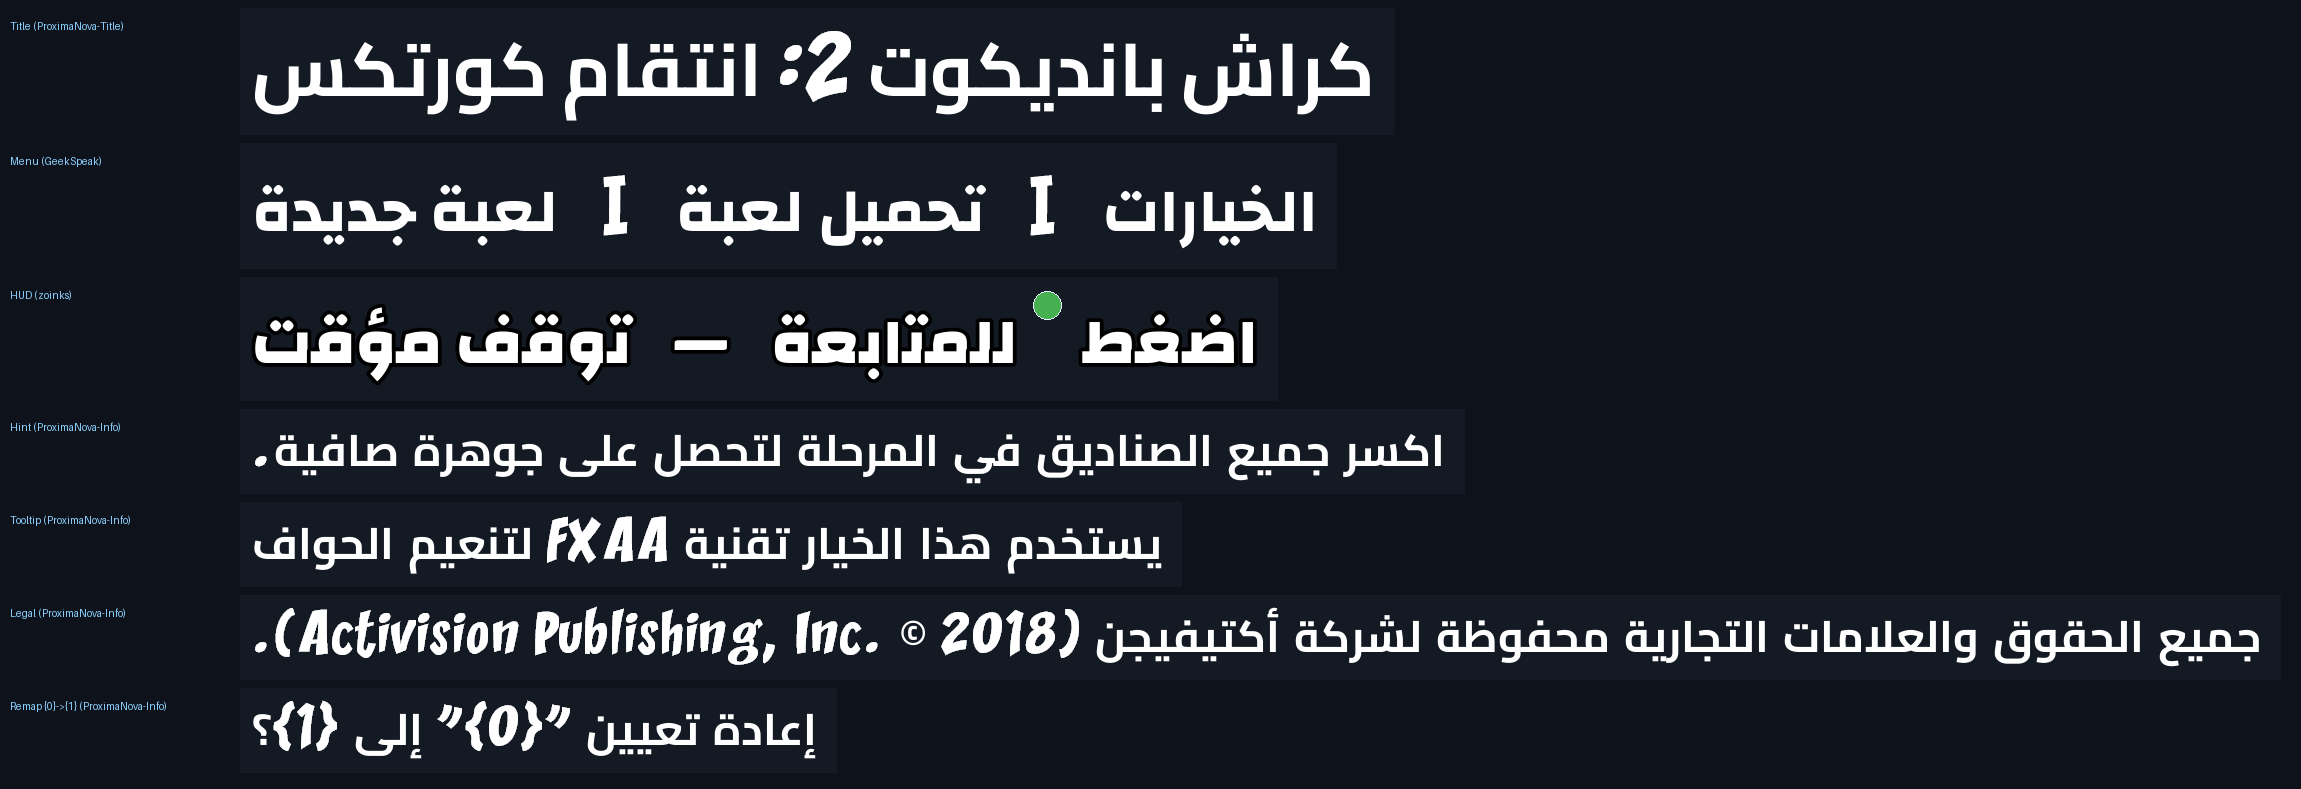 Title (ProximaNova-Title)
كراش بانديكوت 2: انتقام كورتكس
Menu (GeekSpeak)
الخيارات I تحميل لعبة I لعبة جديدة
HUD (zoinks)
اضغط للمتابعة — توقف مؤقت
Hint (ProximaNova-Info)
اكسر جميع الصناديق في المرحلة لتحصل على جوهرة صافية.
Tooltip (ProximaNova-Info)
يستخدم هذا الخيار تقنية FXAA لتنعيم الحواف
Legal (ProximaNova-Info)
جميع الحقوق والعلامات التجارية محفوظة لشركة أكتيفيجن (Activision Publishing, Inc. © 2018).
Remap {0}->{1} (ProximaNova-Info)
إعادة تعيين "{0}" إلى {1}؟